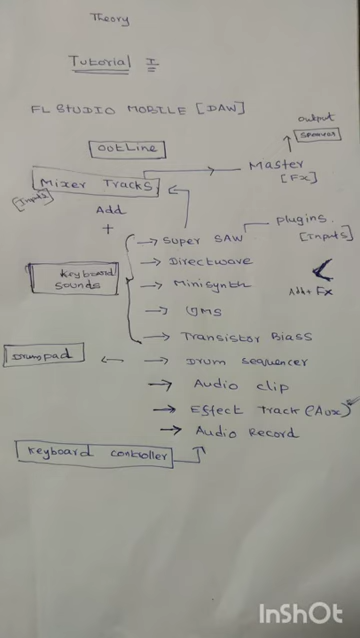 Theory
Tutorial I
FL STUDIO MOBILE [DAW]
output
Speaker
OutLine
Master
[Fx]
Mixer Tracks
[Inputs]
Add
+
plugins.
[Inputs]
Super SAW
Directwave
Keyboard
Sounds
Minisynth
Add + Fx
GMS
Transistor Biass
Drumpad
Drum sequencer
Audio clip
Effect Track (Aux)
Audio Record
Keyboard controller
InShOt